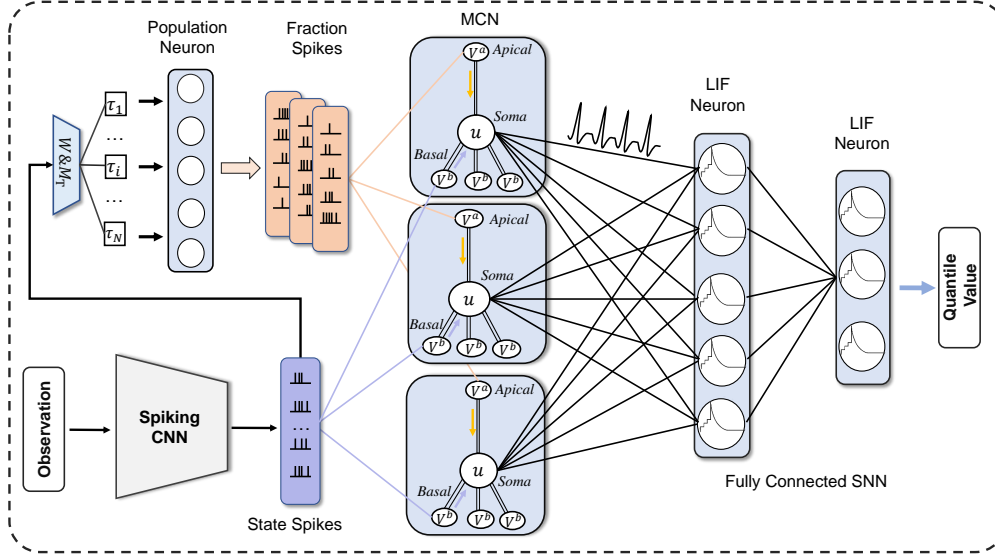 Population
Neuron
Fraction
Spikes
MCN
LIF
Neuron
LIF
Neuron
W&M_T
τ_1
...
τ_i
...
τ_N
V^a
Apical
Soma
u
Basal
V^b V^b V^b
V^a
Apical
Soma
u
Basal
V^b V^b V^b
V^a
Apical
u
Soma
Basal
V^b V^b V^b
Quantile
Value
Observation
Spiking
CNN
...
State Spikes
Fully Connected SNN